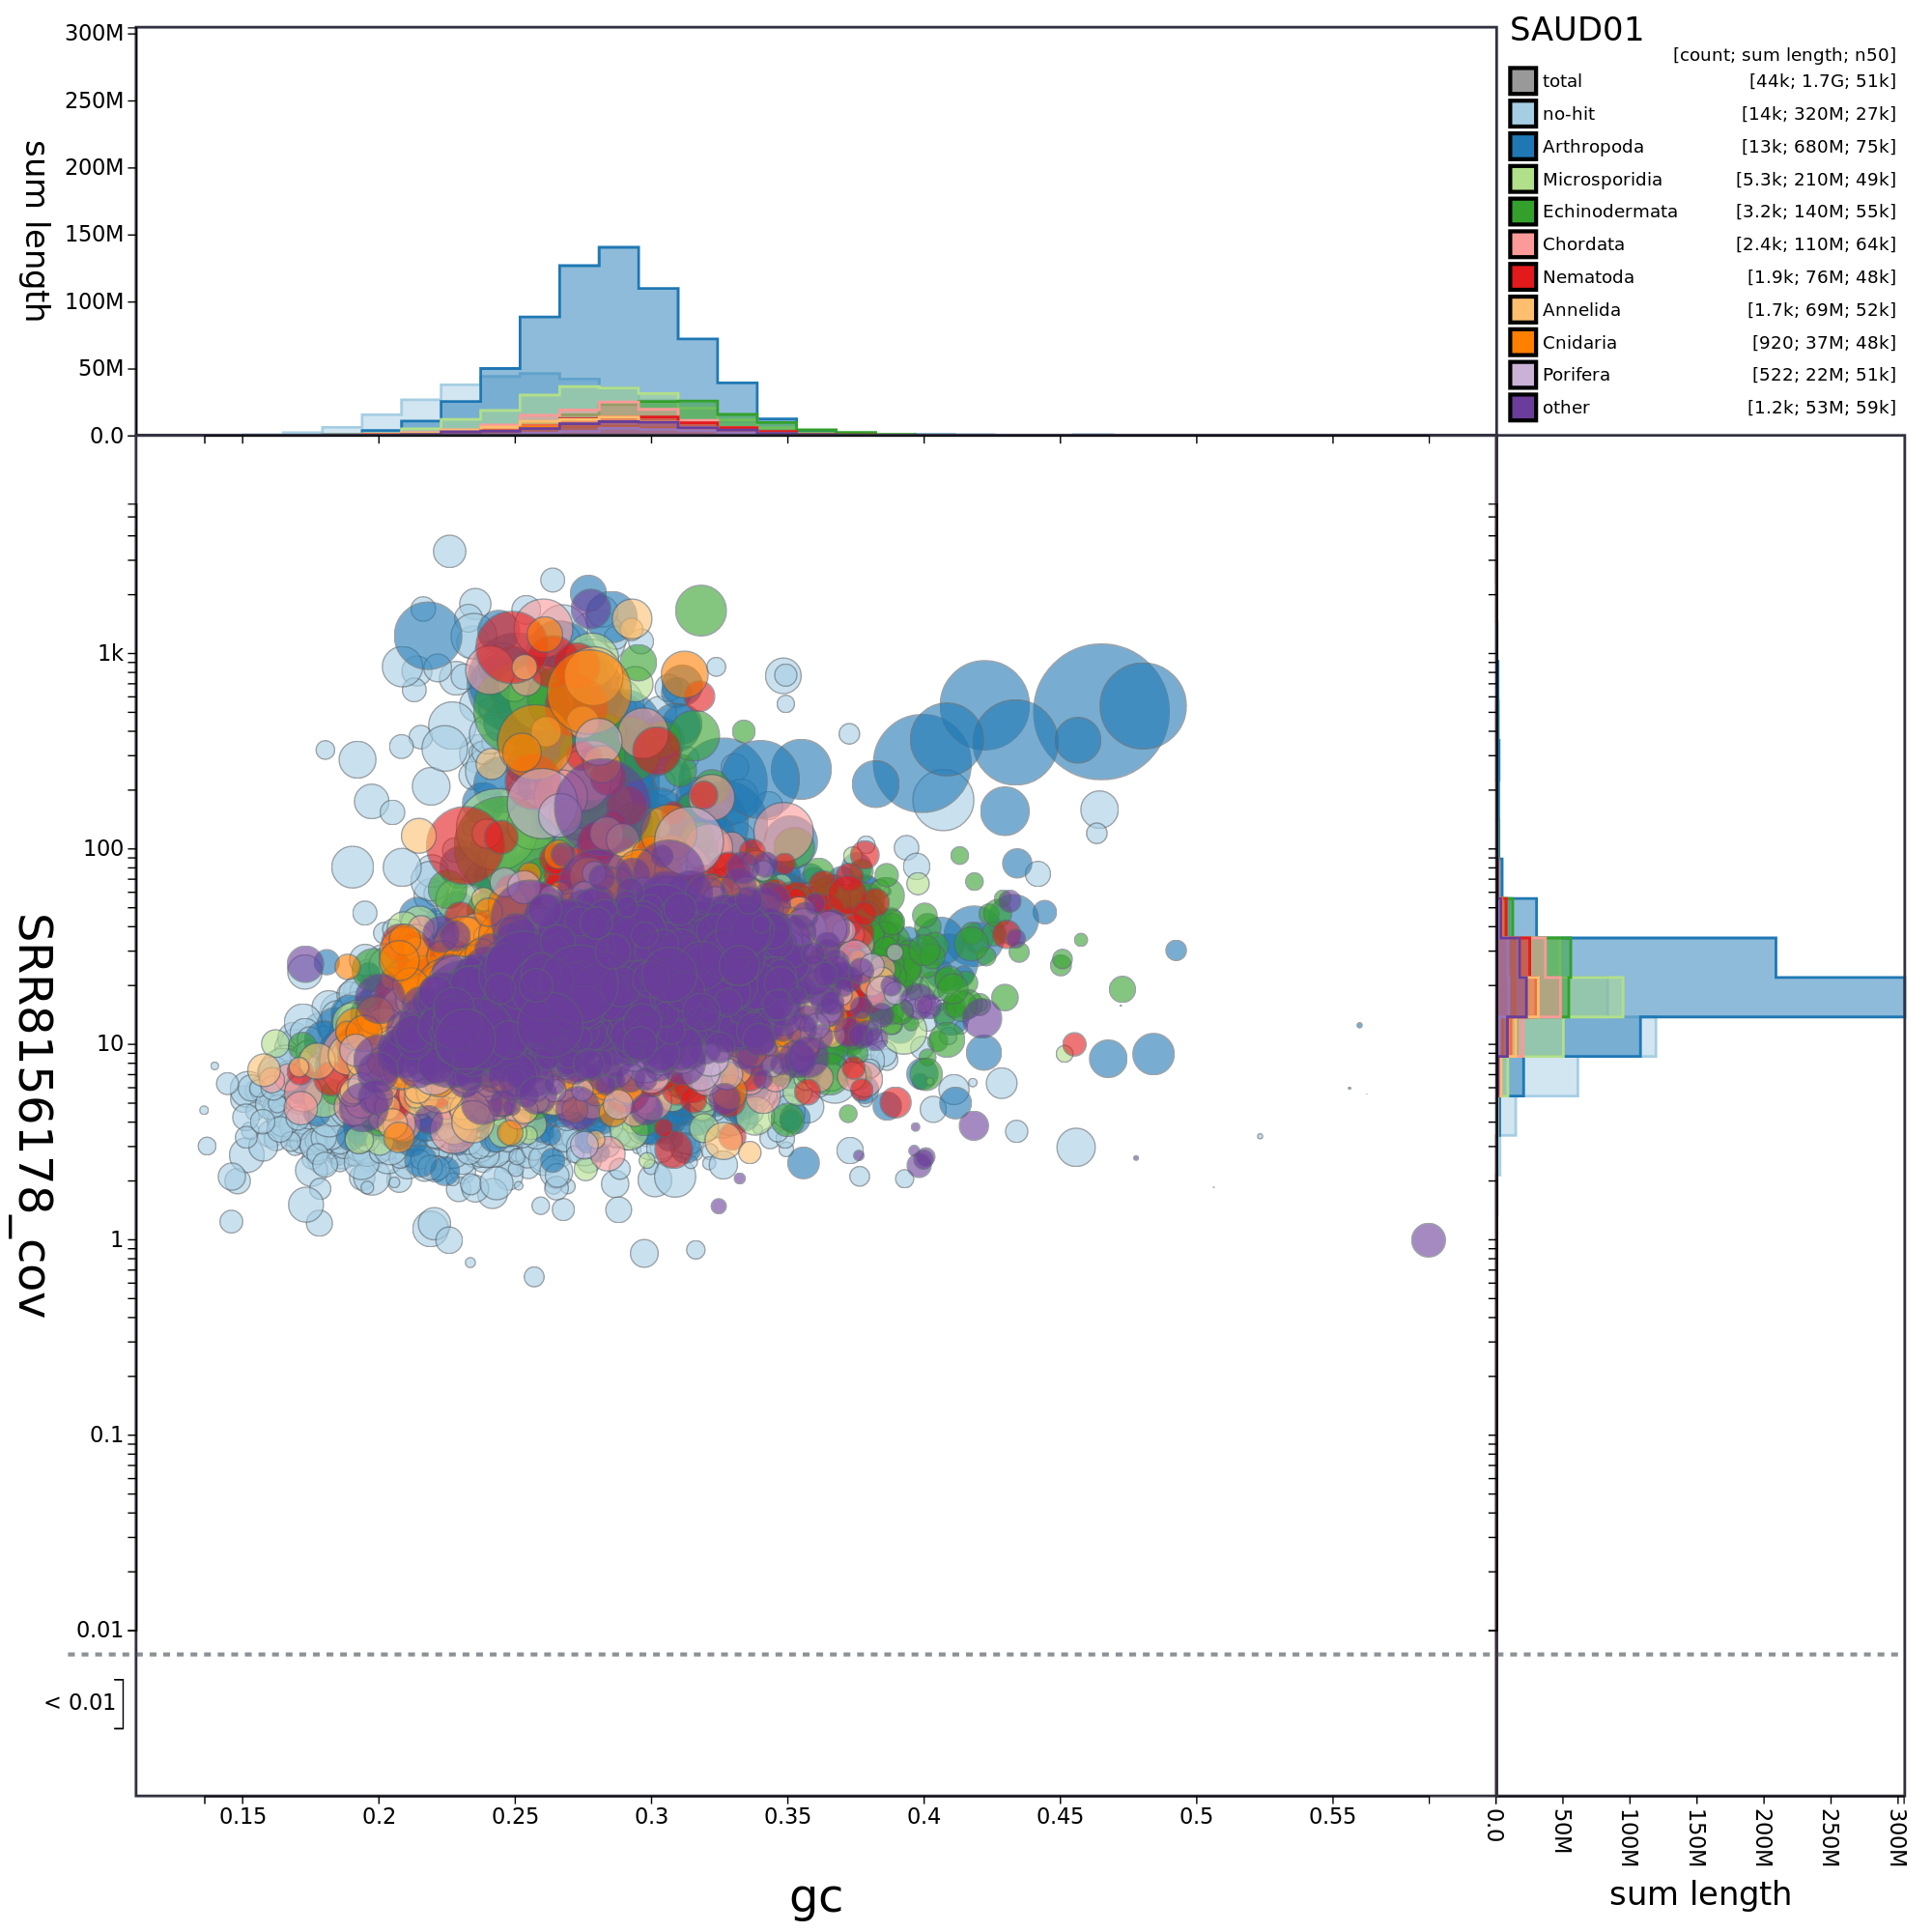 SAUD01
[count; sum length; n50]
total [44k; 1.7G; 51k]
no-hit [14k; 320M; 27k]
Arthropoda [13k; 680M; 75k]
Microsporidia [5.3k; 210M; 49k]
Echinodermata [3.2k; 140M; 55k]
Chordata [2.4k; 110M; 64k]
Nematoda [1.9k; 76M; 48k]
Annelida [1.7k; 69M; 52k]
Cnidaria [920; 37M; 48k]
Porifera [522; 22M; 51k]
other [1.2k; 53M; 59k]
sum length
300M
250M
200M
150M
100M
50M
0.0
SRR8156178_cov
1k
100
10
1
0.1
0.01
< 0.01
0.15 0.2 0.25 0.3 0.35 0.4 0.45 0.5 0.55
gc
0.0 50M 100M 150M 200M 250M 300M
sum length